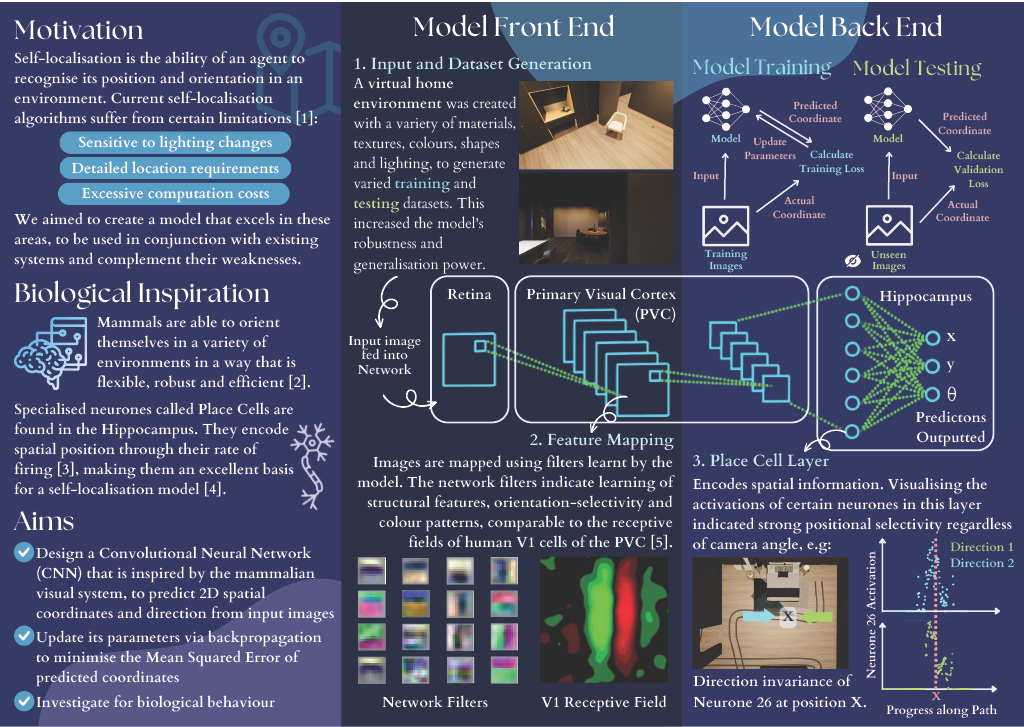 Motivation
Self-localisation is the ability of an agent to
recognise its position and orientation in an
environment. Current self-localisation
algorithms suffer from certain limitations [1]:
Sensitive to lighting changes
Detailed location requirements
Excessive computation costs
We aimed to create a model that excels in these
areas, to be used in conjunction with existing
systems and complement their weaknesses.
Biological Inspiration
Mammals are able to orient
themselves in a variety of
environments in a way that is
flexible, robust and efficient [2].
Specialised neurones called Place Cells are
found in the Hippocampus. They encode
spatial position through their rate of
firing [3], making them an excellent basis
for a self-localisation model [4].
Aims
Design a Convolutional Neural Network
(CNN) that is inspired by the mammalian
visual system, to predict 2D spatial
coordinates and direction from input images
Update its parameters via backpropagation
to minimise the Mean Squared Error of
predicted coordinates
Investigate for biological behaviour
Model Front End
1. Input and Dataset Generation
A virtual home
environment was created
with a variety of materials,
textures, colours, shapes
and lighting, to generate
varied training and
testing datasets. This
increased the model's
robustness and
generalisation power.
Input image
fed into
Network
Retina
Primary Visual Cortex
(PVC)
2. Feature Mapping
Images are mapped using filters learnt by the
model. The network filters indicate learning of
structural features, orientation-selectivity and
colour patterns, comparable to the receptive
fields of human V1 cells of the PVC [5].
Network Filters
V1 Receptive Field
Model Back End
Model Training
Model
Predicted
Coordinate
Update
Parameters
Calculate
Training Loss
Input
Actual
Coordinate
Training
Images
Model Testing
Model
Predicted
Coordinate
Calculate
Validation
Loss
Input
Actual
Coordinate
Unseen
Images
Hippocampus
x
y
θ
Predictons
Outputted
3. Place Cell Layer
Encodes spatial information. Visualising the
activations of certain neurones in this layer
indicated strong positional selectivity regardless
of camera angle, e.g:
X
Direction invariance of
Neurone 26 at position X.
Neurone 26 Activation
Direction 1
Direction 2
X
Progress along Path